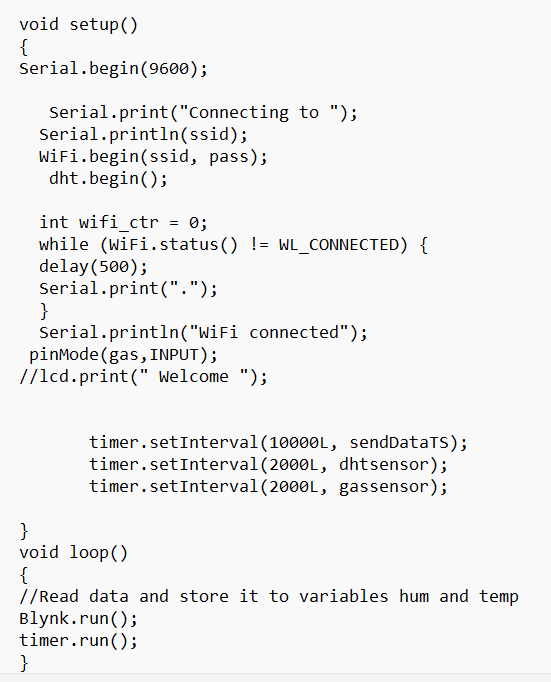 void setup()
{
Serial.begin(9600);
Serial.print("Connecting to ");
Serial.println(ssid);
WiFi.begin(ssid, pass);
dht.begin();
int wifi_ctr = 0;
while (WiFi.status() != WL_CONNECTED) {
delay(500);
Serial.print(".");
}
Serial.println("WiFi connected");
pinMode(gas,INPUT);
//lcd.print(" Welcome ");
timer.setInterval(10000L, sendDataTS);
timer.setInterval(2000L, dhtsensor);
timer.setInterval(2000L, gassensor);
}
void loop()
{
//Read data and store it to variables hum and temp
Blynk.run();
timer.run();
}